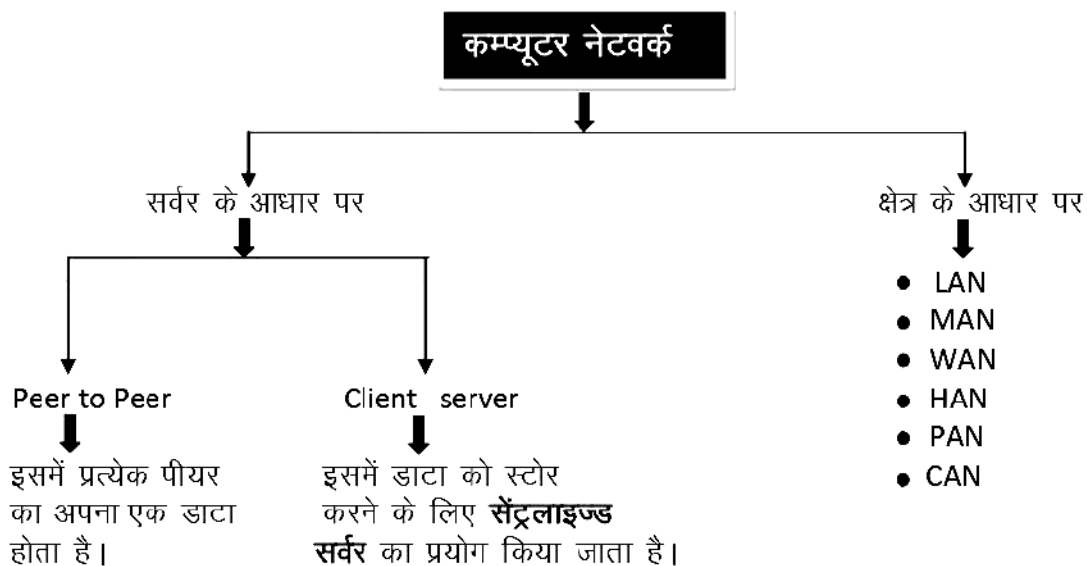 कम्प्यूटर नेटवर्क
सर्वर के आधार पर
क्षेत्र के आधार पर
Peer to Peer
इसमें प्रत्येक पीयर
का अपना एक डाटा
होता है।
Client server
इसमें डाटा को स्टोर
करने के लिए सेंट्रलाइज्ड
सर्वर का प्रयोग किया जाता है।
• LAN
• MAN
• WAN
• HAN
• PAN
• CAN